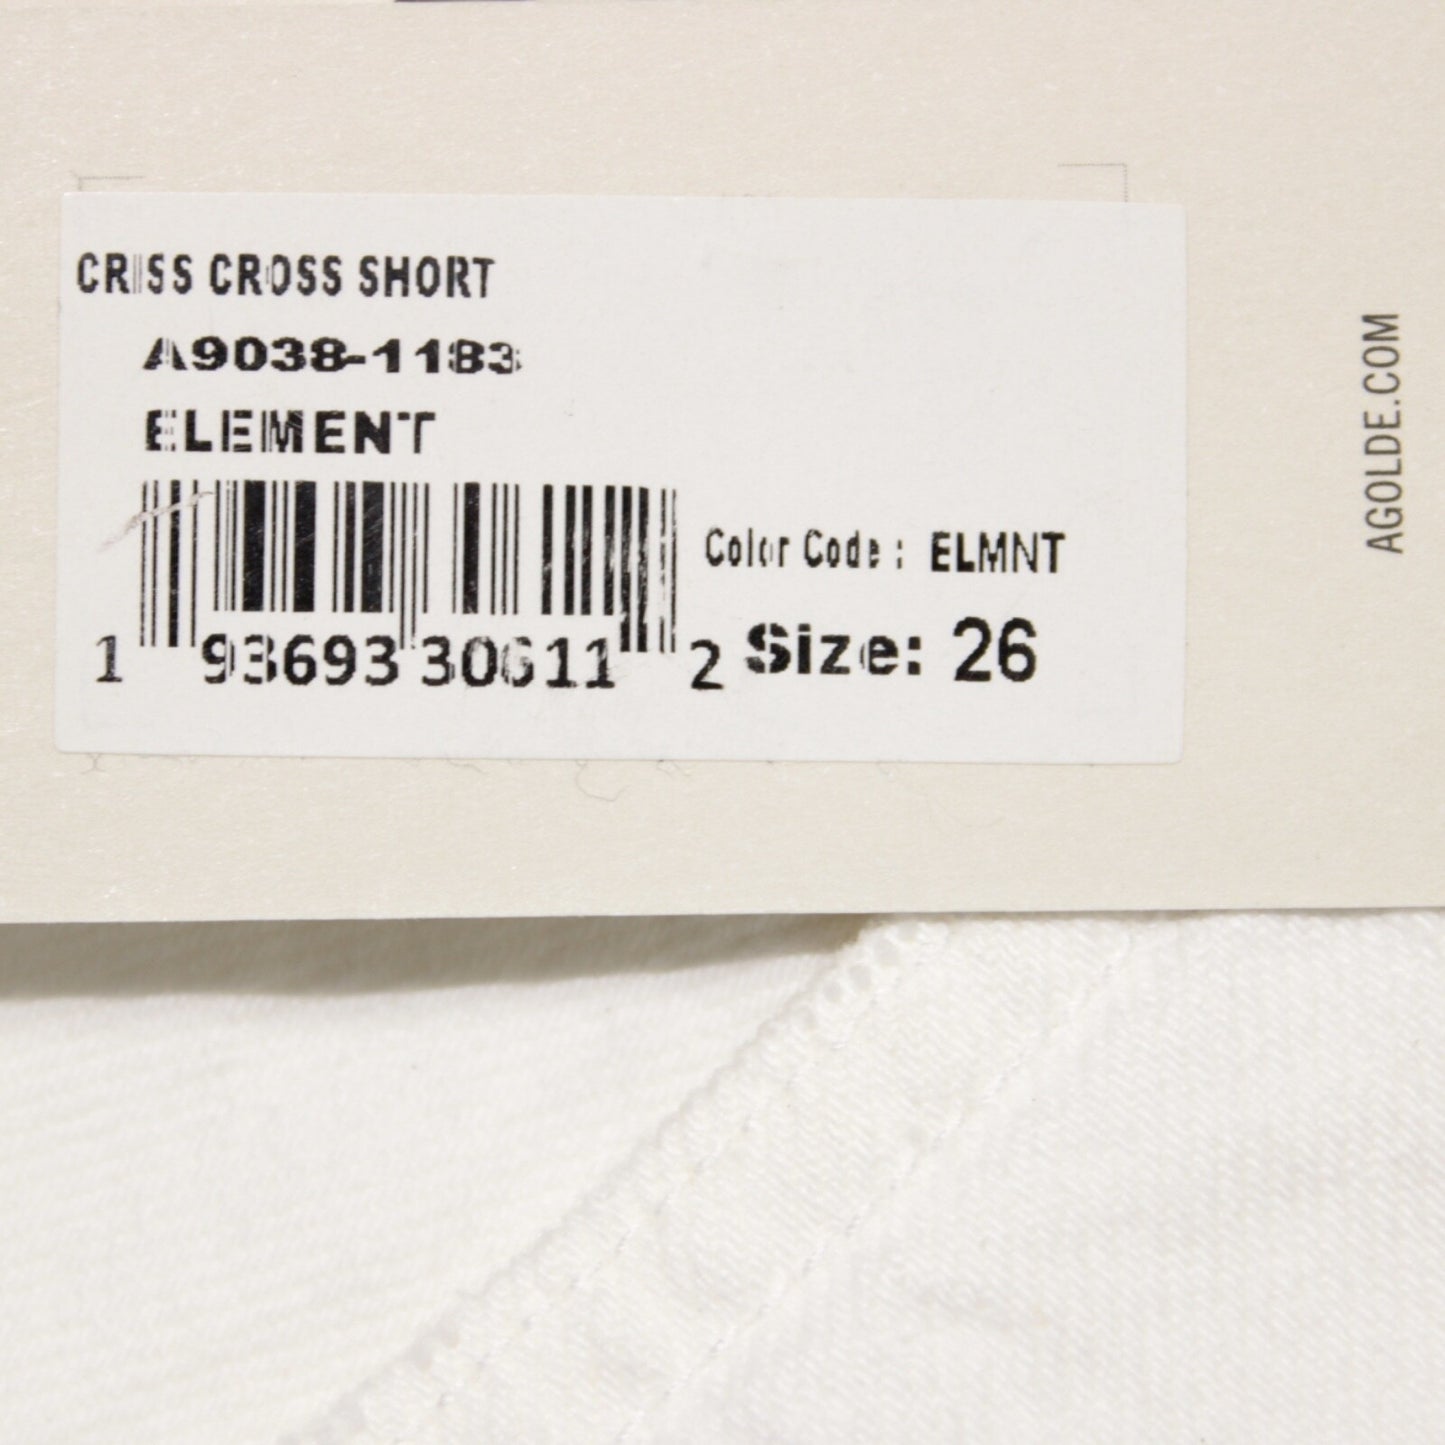 CRISS CROSS SHORT
A9038-1183
ELEMENT
Color Code : ELMNT
1 93693 30611 2
Size: 26
AGOLDE.COM